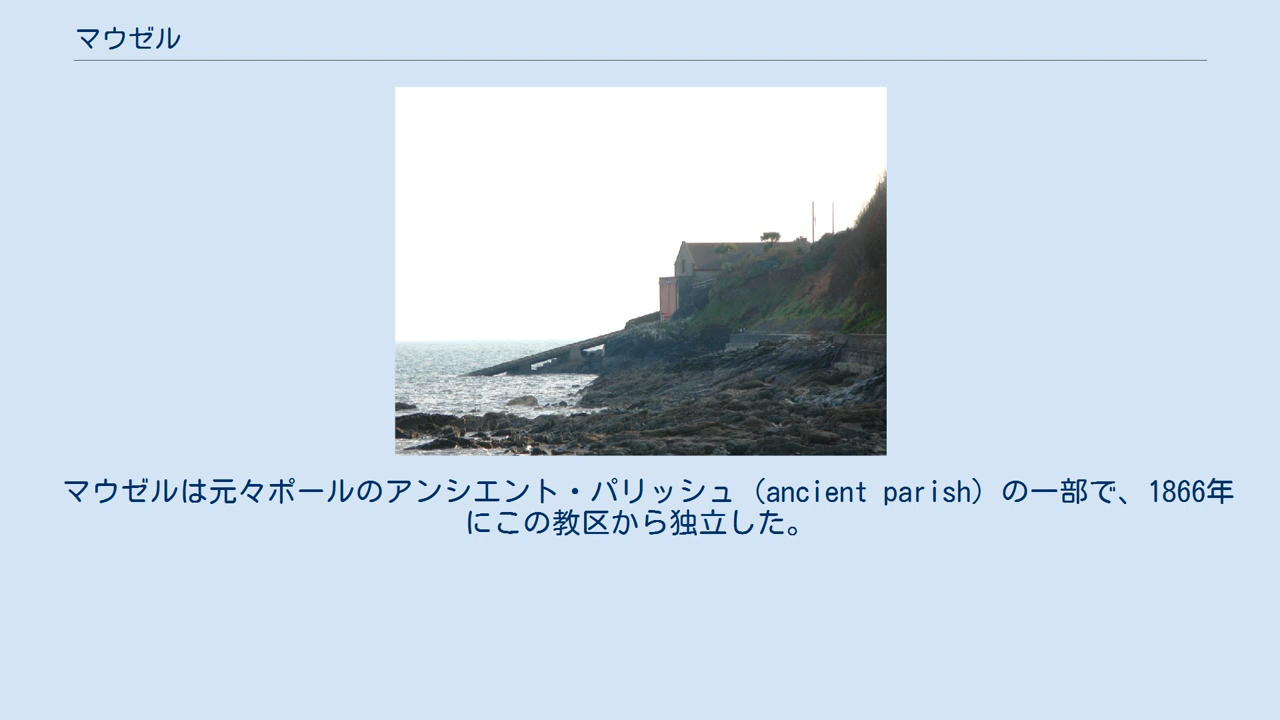 マウゼル
マウゼルは元々ポールのアンシエント・パリッシュ（ancient parish）の一部で、1866年
にこの教区から独立した。